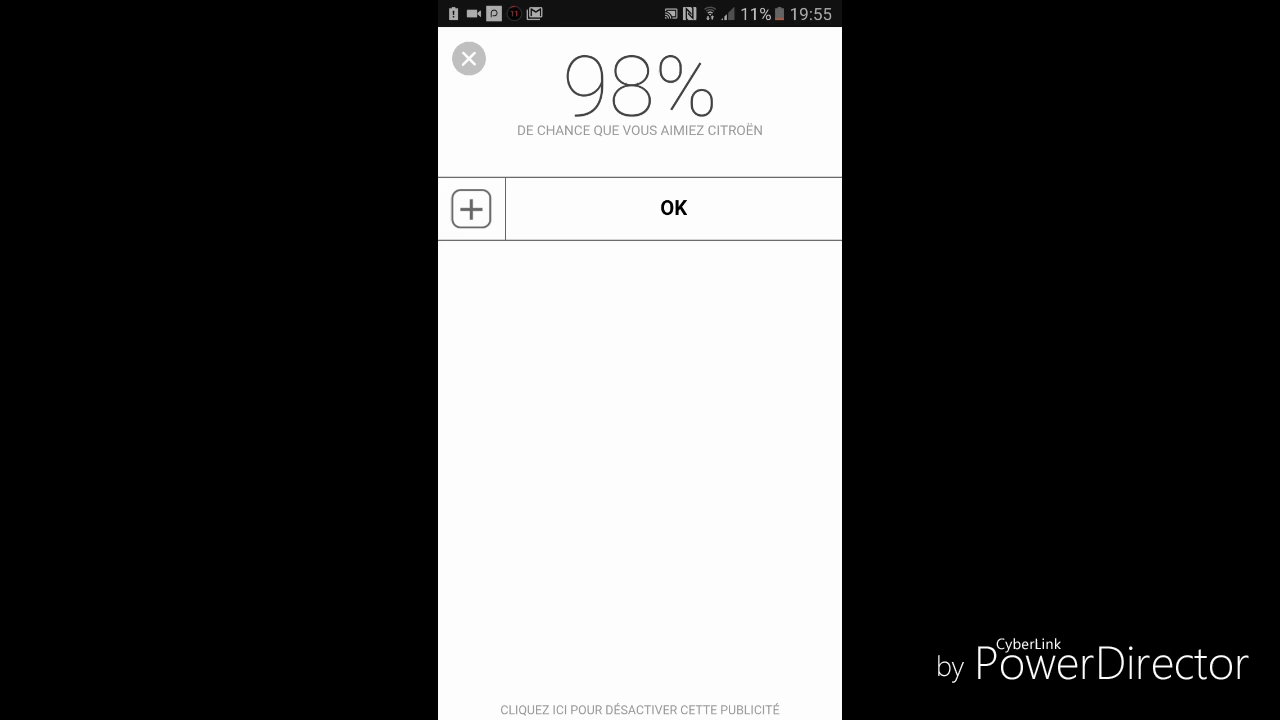 11 11% 19:55
98%
DE CHANCE QUE VOUS AIMIEZ CITROËN
OK
CLIQUEZ ICI POUR DÉSACTIVER CETTE PUBLICITÉ
CyberLink
by PowerDirector